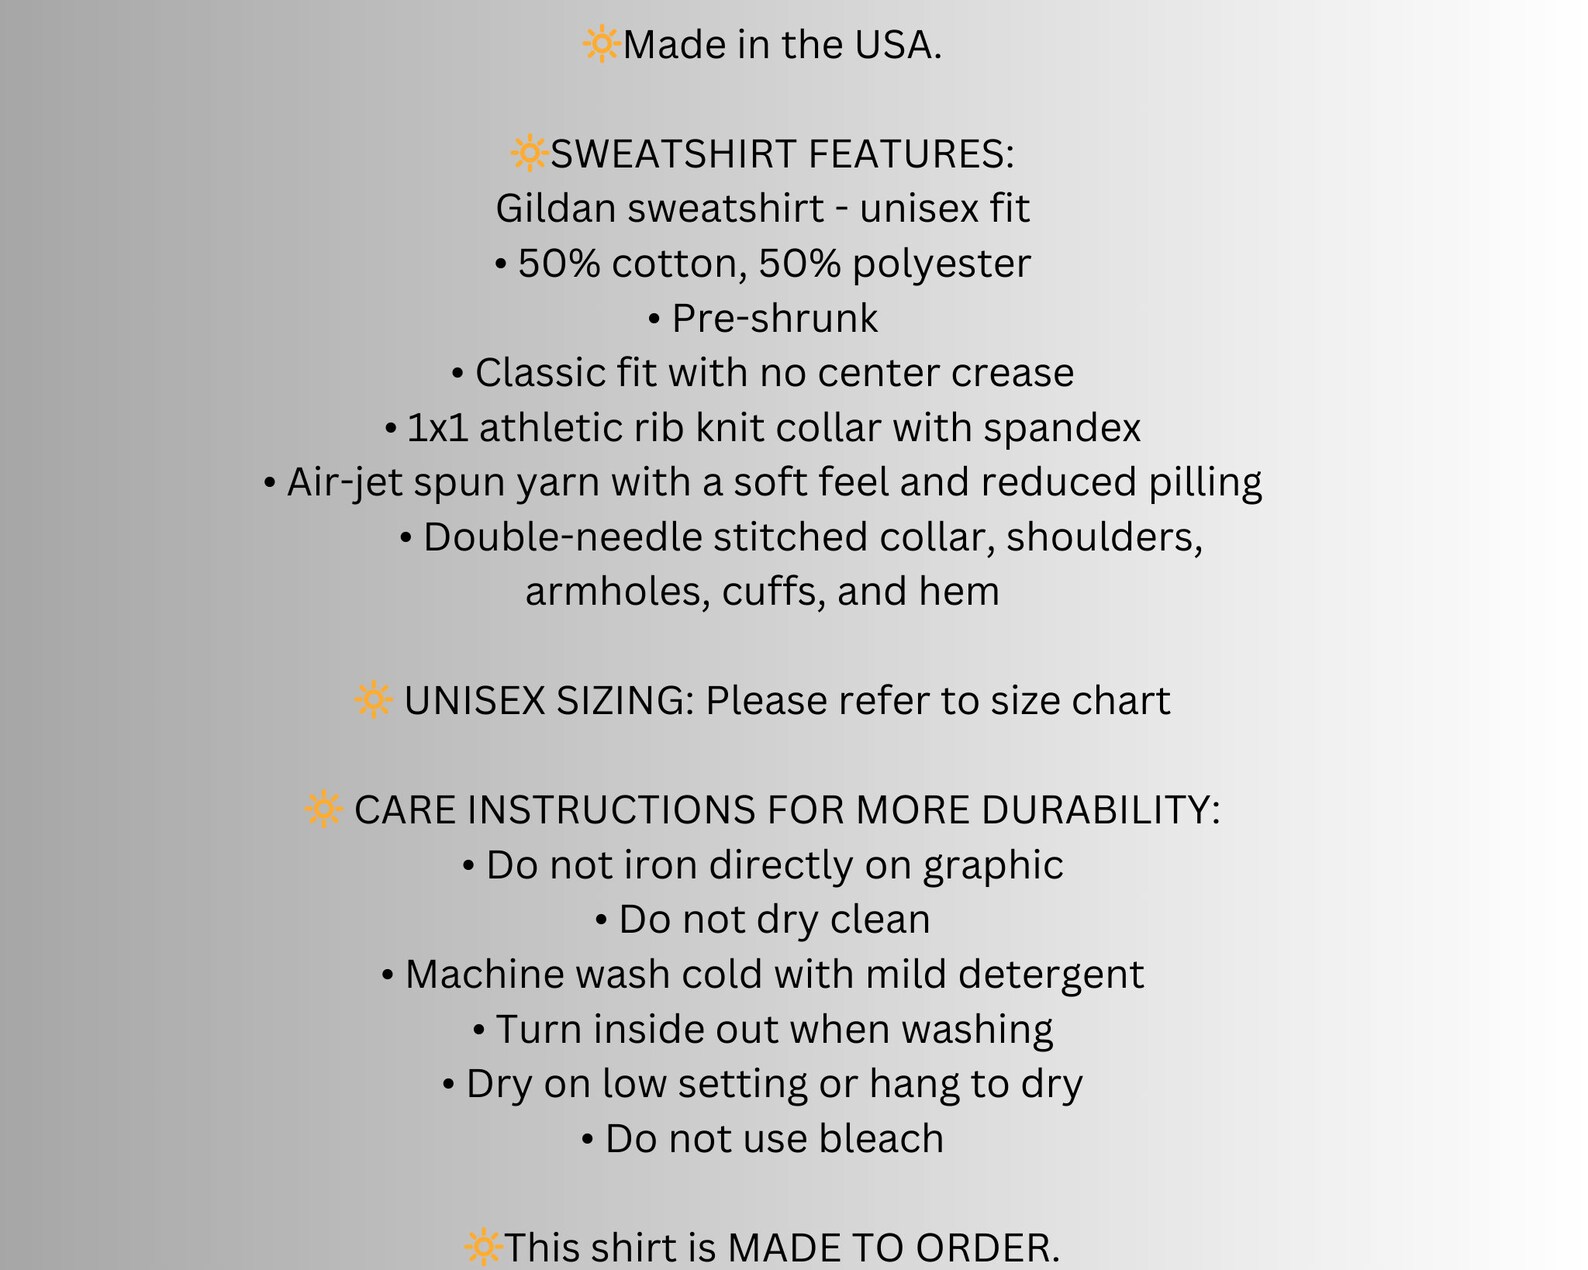 🔆Made in the USA.
🔆SWEATSHIRT FEATURES:
Gildan sweatshirt - unisex fit
• 50% cotton, 50% polyester
• Pre-shrunk
• Classic fit with no center crease
• 1x1 athletic rib knit collar with spandex
• Air-jet spun yarn with a soft feel and reduced pilling
• Double-needle stitched collar, shoulders,
armholes, cuffs, and hem
🔆 UNISEX SIZING: Please refer to size chart
🔆 CARE INSTRUCTIONS FOR MORE DURABILITY:
• Do not iron directly on graphic
• Do not dry clean
• Machine wash cold with mild detergent
• Turn inside out when washing
• Dry on low setting or hang to dry
• Do not use bleach
🔆This shirt is MADE TO ORDER.